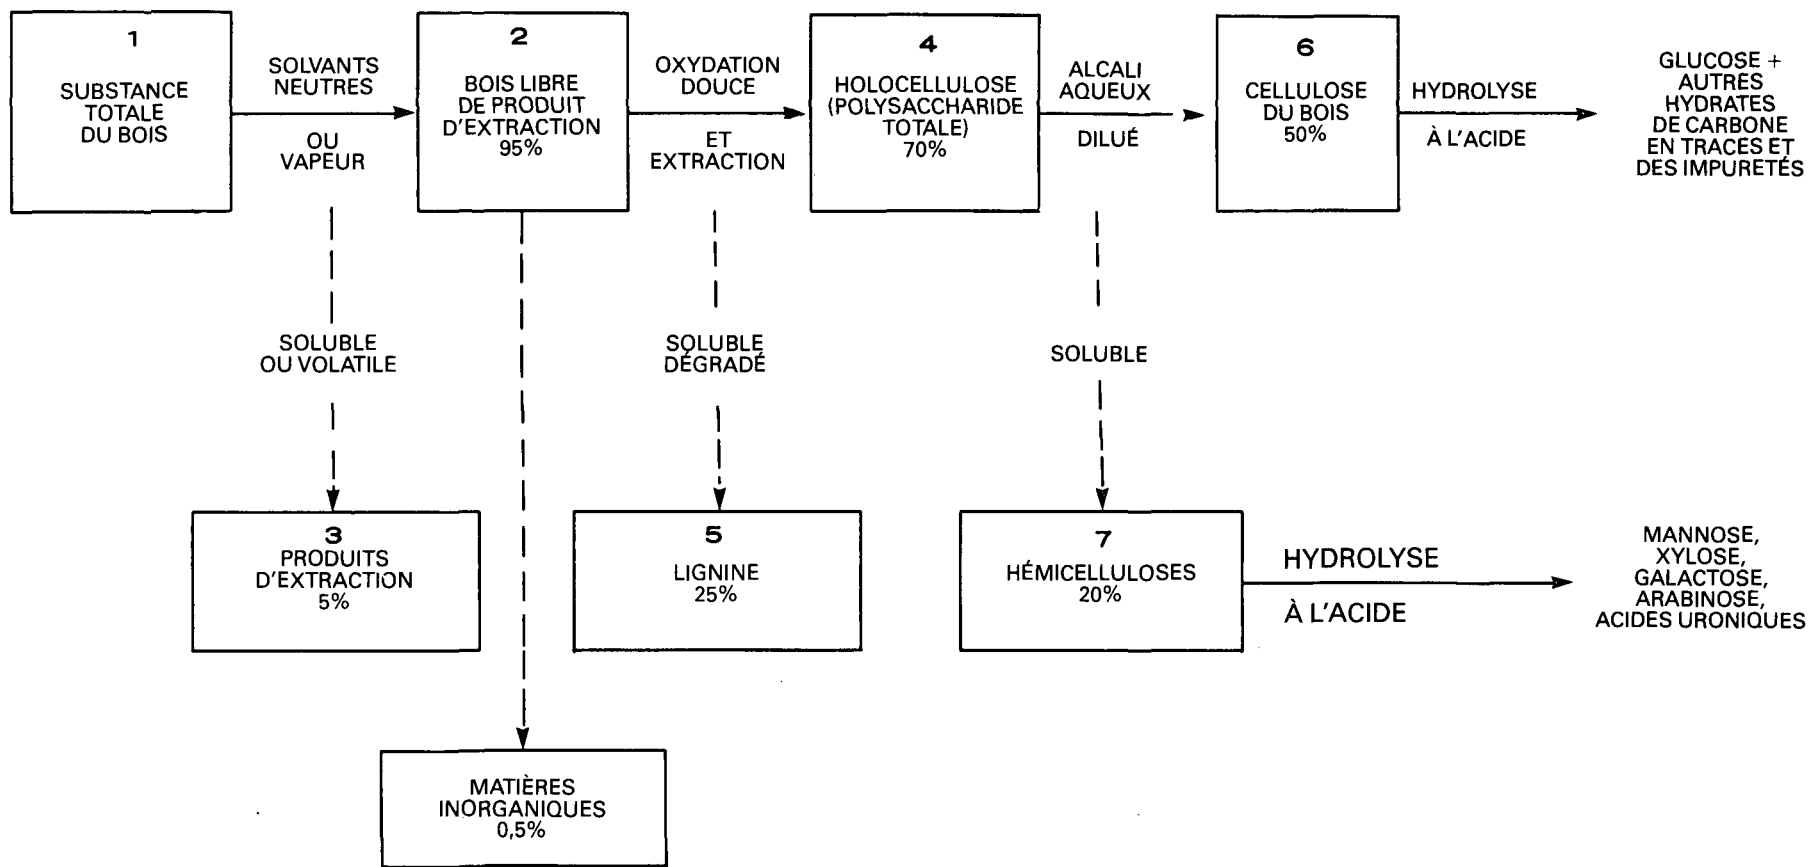 1
SUBSTANCE
TOTALE
DU BOIS
SOLVANTS
NEUTRES
OU
VAPEUR
2
BOIS LIBRE
DE PRODUIT
D'EXTRACTION
95%
OXYDATION
DOUCE
ET
EXTRACTION
4
HOLOCELLULOSE
(POLYSACCHARIDE
TOTALE)
70%
ALCALI
AQUEUX
DILUÉ
6
CELLULOSE
DU BOIS
50%
HYDROLYSE
À L'ACIDE
GLUCOSE +
AUTRES
HYDRATES
DE CARBONE
EN TRACES ET
DES IMPURETÉS
SOLUBLE
OU VOLATILE
SOLUBLE
DÉGRADÉ
SOLUBLE
3
PRODUITS
D'EXTRACTION
5%
5
LIGNINE
25%
7
HÉMICELLULOSES
20%
HYDROLYSE
À L'ACIDE
MANNOSE,
XYLOSE,
GALACTOSE,
ARABINOSE,
ACIDES URONIQUES
MATIÈRES
INORGANIQUES
0,5%